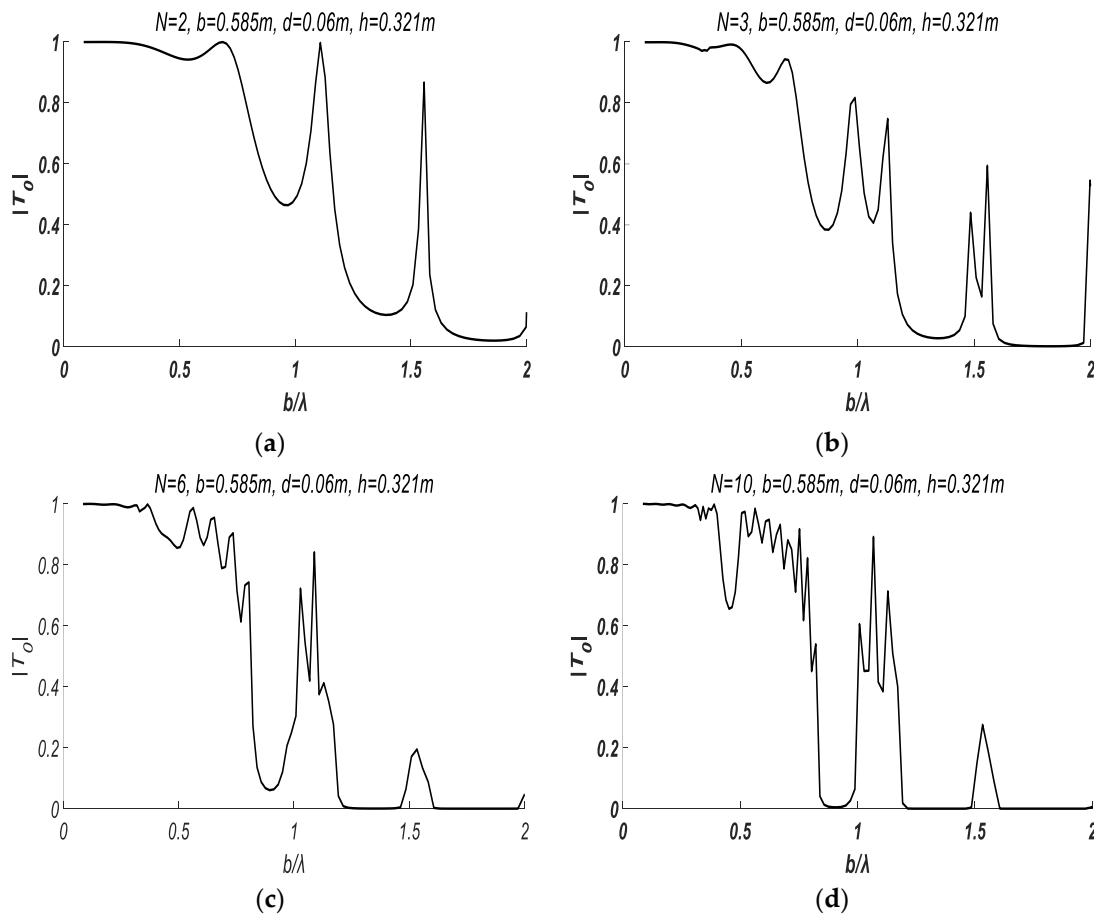 N=2, b=0.585m, d=0.06m, h=0.321m
1
0.8
0.6
0.4
0.2
0
|T_o|
0 0.5 1 1.5 2
b/λ
(a)
N=3, b=0.585m, d=0.06m, h=0.321m
1
0.8
0.6
0.4
0.2
0
|T_o|
0 0.5 1 1.5 2
b/λ
(b)
N=6, b=0.585m, d=0.06m, h=0.321m
1
0.8
0.6
0.4
0.2
0
|T_o|
0 0.5 1 1.5 2
b/λ
(c)
N=10, b=0.585m, d=0.06m, h=0.321m
1
0.8
0.6
0.4
0.2
0
|T_o|
0 0.5 1 1.5 2
b/λ
(d)